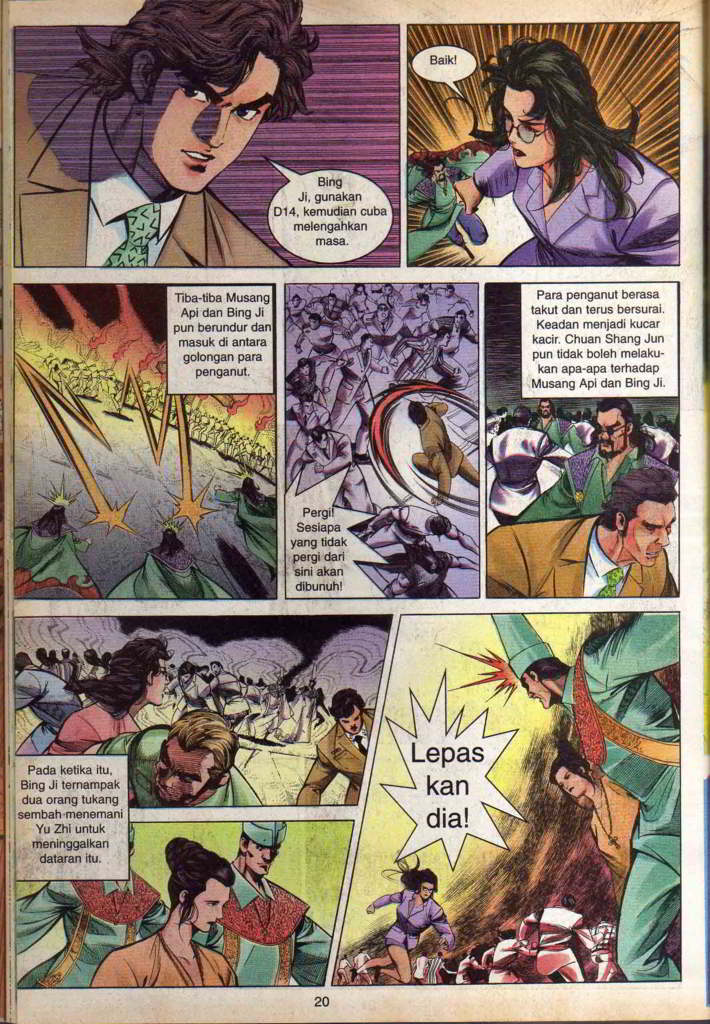 Bing
Ji, gunakan
D14, kemudian cuba
melengahkan
masa.
Baik!
Tiba-tiba Musang
Api dan Bing Ji
pun berundur dan
masuk di antara
golongan para
penganut.
Pergi!
Sesiapa
yang tidak
pergi dari
sini akan
dibunuh!
Para penganut berasa
takut dan terus bersurai.
Keadan menjadi kucar
kacir. Chuan Shang Jun
pun tidak boleh melaku-
kan apa-apa terhadap
Musang Api dan Bing Ji.
Pada ketika itu,
Bing Ji ternampak
dua orang tukang
sembah menemani
Yu Zhi untuk
meninggalkan
dataran itu.
Lepas
kan
dia!
20